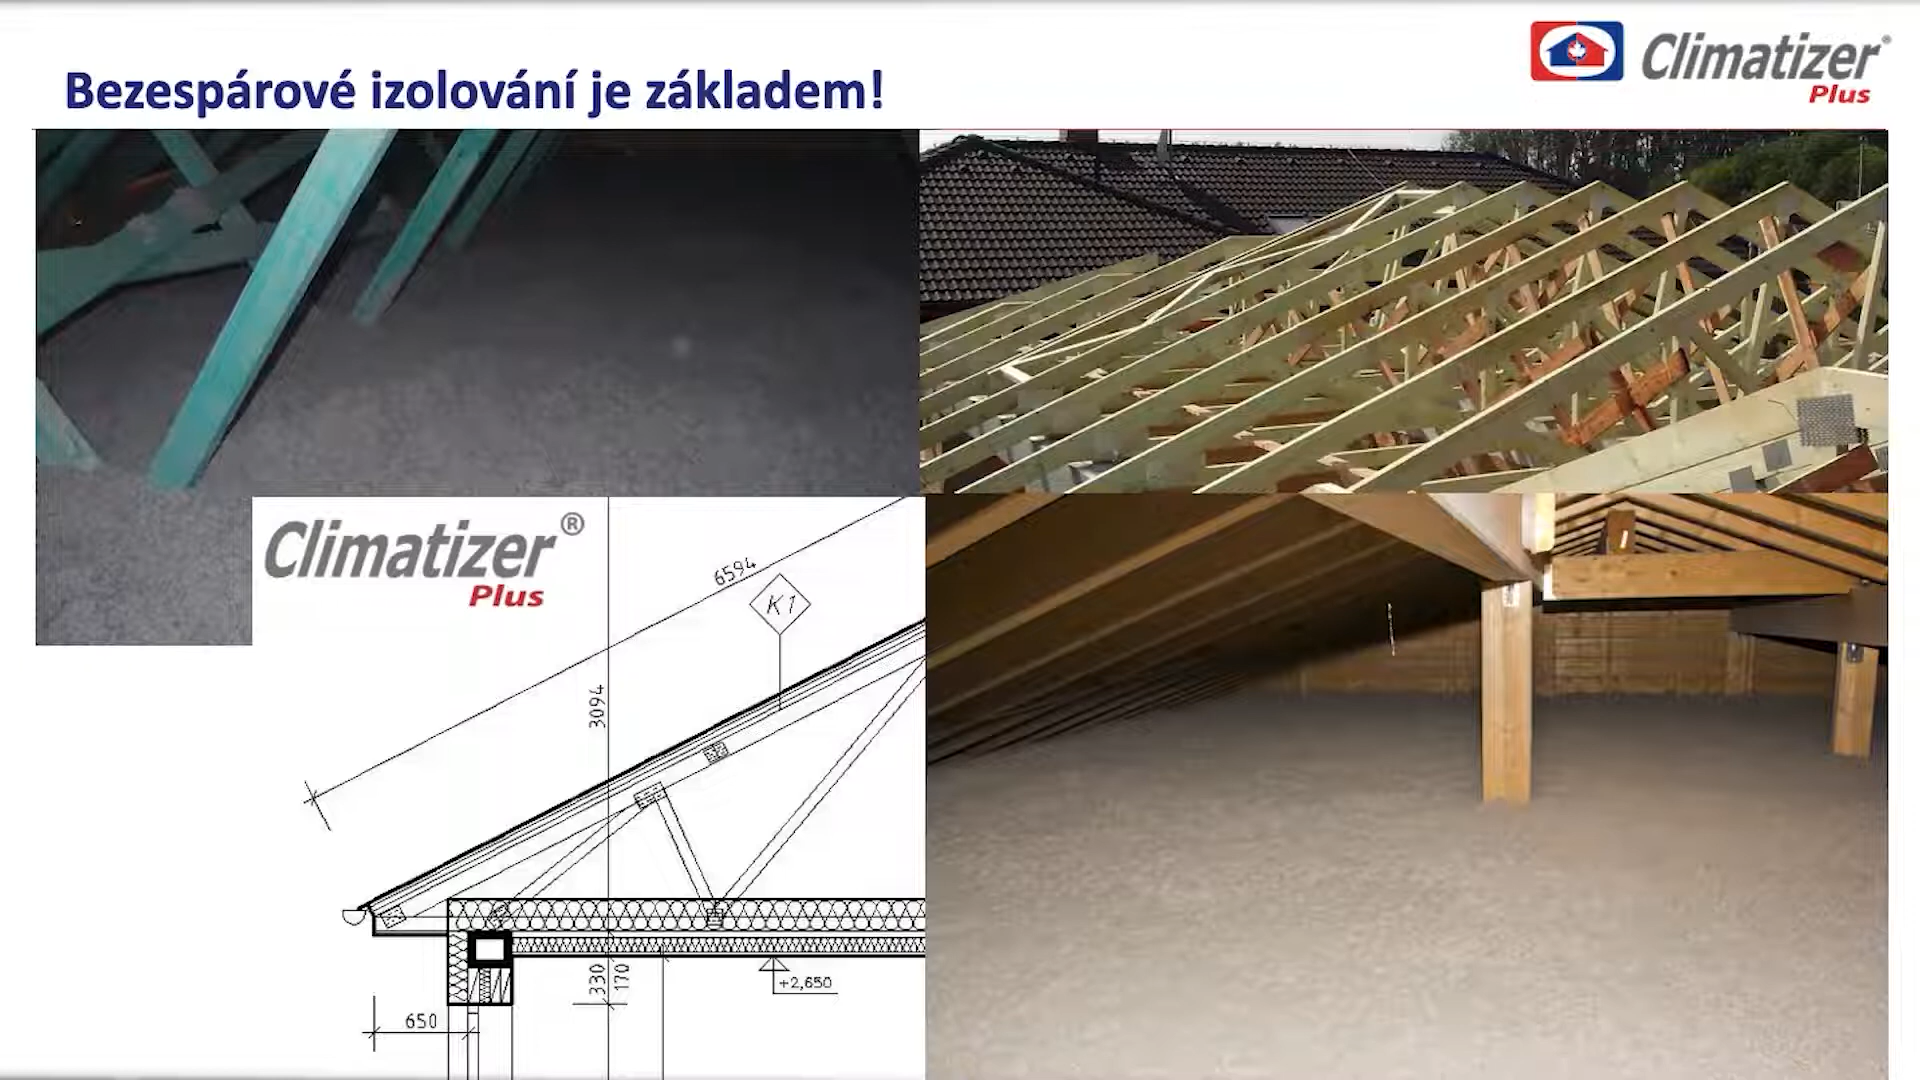 Bezespárové izolování je základem!
Climatizer®
Plus
Climatizer®
Plus
6594
K1
3094
330
170
+2,650
650